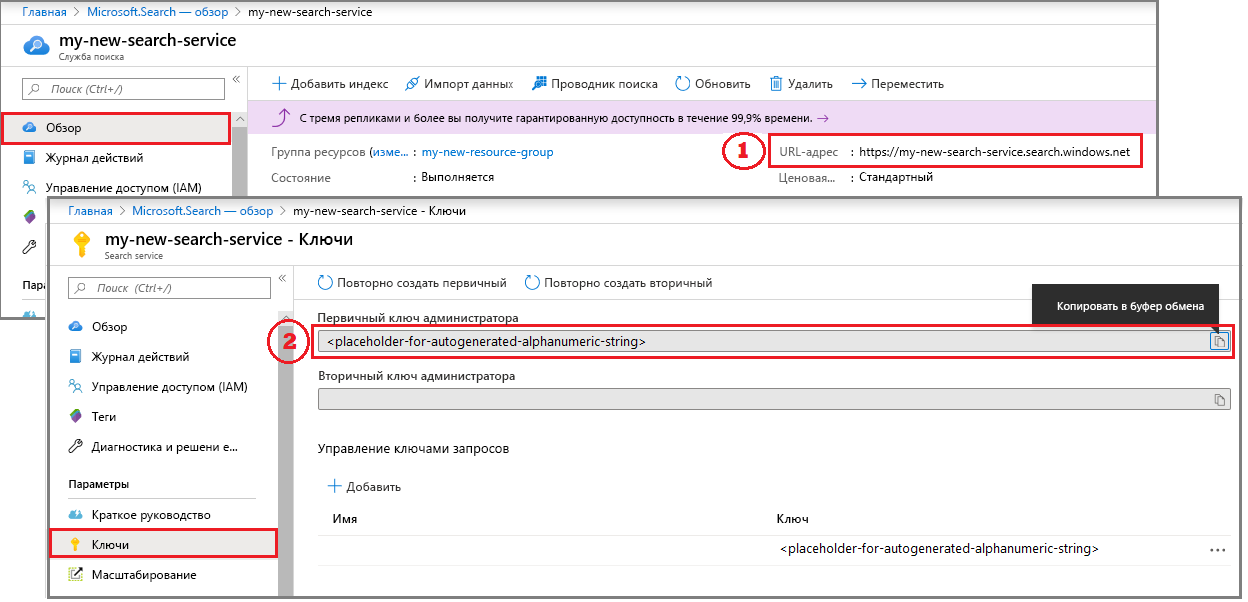 Главная > Microsoft.Search — обзор > my-new-search-service
my-new-search-service
Служба поиска
Поиск (Ctrl+/)
«
Добавить индекс Импорт данных Проводник поиска Обновить Удалить Переместить
Обзор
С тремя репликами и более вы получите гарантированную доступность в течение 99,9% времени. →
Журнал действий
Группа ресурсов (изме... : my-new-resource-group
1
URL-адрес : https://my-new-search-service.search.windows.net
Управление доступом (IAM)
Состояние : Выполняется
Ценовая... : Стандартный
Пара
Главная > Microsoft.Search — обзор > my-new-search-service - Ключи
my-new-search-service - Ключи
Search service
Поиск (Ctrl+/)
«
Повторно создать первичный Повторно создать вторичный
Копировать в буфер обмена
Обзор
Журнал действий
Управление доступом (IAM)
Теги
Диагностика и решени е...
Параметры
Краткое руководство
Ключи
Масштабирование
Первичный ключ администратора
2
<placeholder-for-autogenerated-alphanumeric-string>
Вторичный ключ администратора
Управление ключами запросов
Добавить
Имя Ключ
<placeholder-for-autogenerated-alphanumeric-string> ...